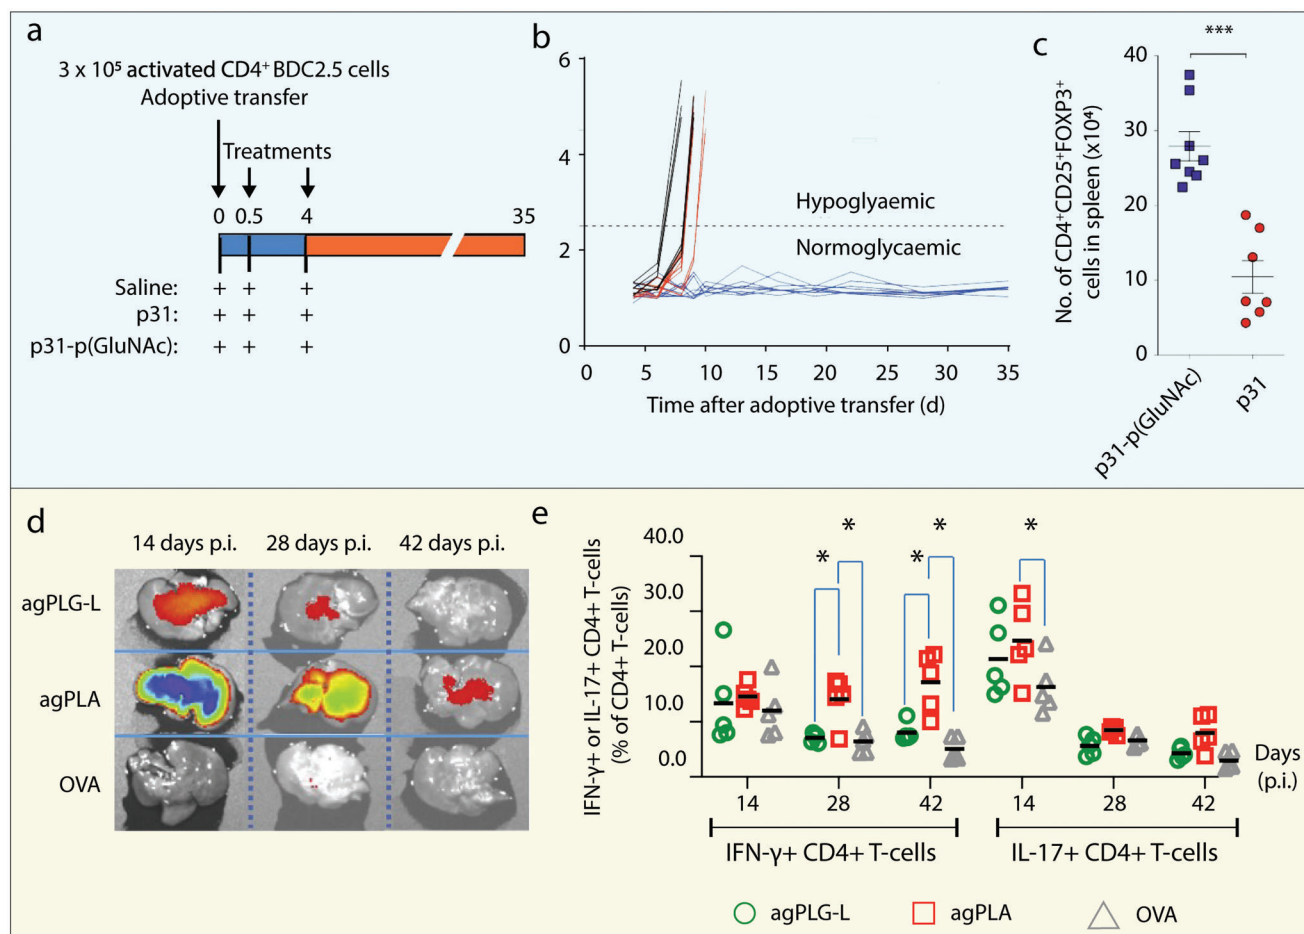 a
3 x 10⁵ activated CD4⁺ BDC2.5 cells
Adoptive transfer
Treatments
0 0.5 4 35
Saline: + + +
p31: + + +
p31-p(GluNAc): + + +
b
6
4
2
0
Hypoglyaemic
Normoglycaemic
0 5 10 15 20 25 30 35
Time after adoptive transfer (d)
c
***
No. of CD4⁺CD25⁺FOXP3⁺
cells in spleen (x10⁴)
40
30
20
10
0
p31-p(GluNAc)
p31
d
14 days p.i. 28 days p.i. 42 days p.i.
agPLG-L
agPLA
OVA
e
IFN-γ+ or IL-17+ CD4+ T-cells
(% of CD4+ T-cells)
40.0
30.0
20.0
10.0
0.0
* * * * *
14 28 42 14 28 42
Days
(p.i.)
IFN-γ+ CD4+ T-cells
IL-17+ CD4+ T-cells
agPLG-L agPLA OVA